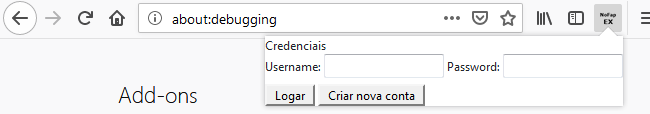 about:debugging
NoFap
EX
Credenciais
Username: Password:
Add-ons
Logar Criar nova conta